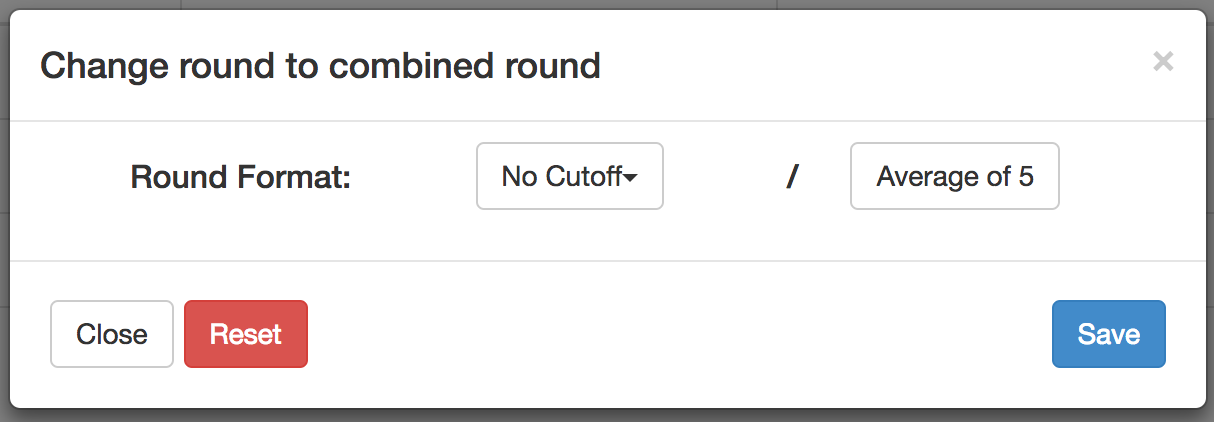 Change round to combined round ×
Round Format: No Cutoff / Average of 5
Close Reset Save